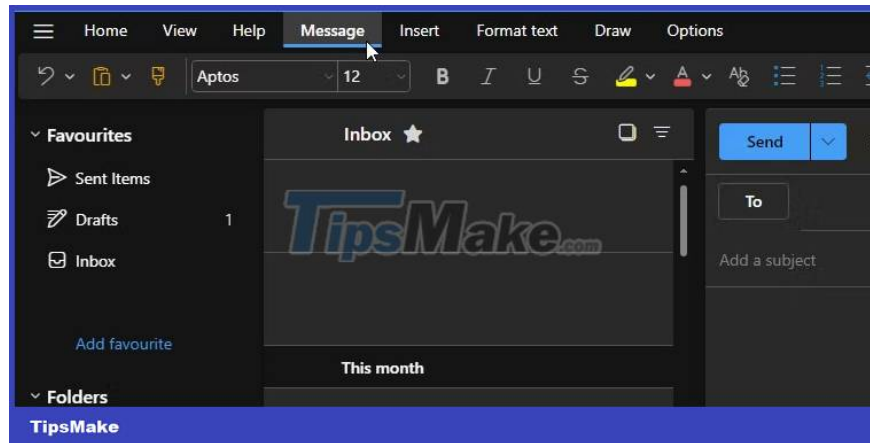 Home View Help Message Insert Format text Draw Options
Aptos 12 B I U S A Ab
Favourites
Inbox
Send
Sent Items
To
Drafts 1
TipsMake.com
Inbox
Add a subject
Add favourite
This month
Folders
TipsMake